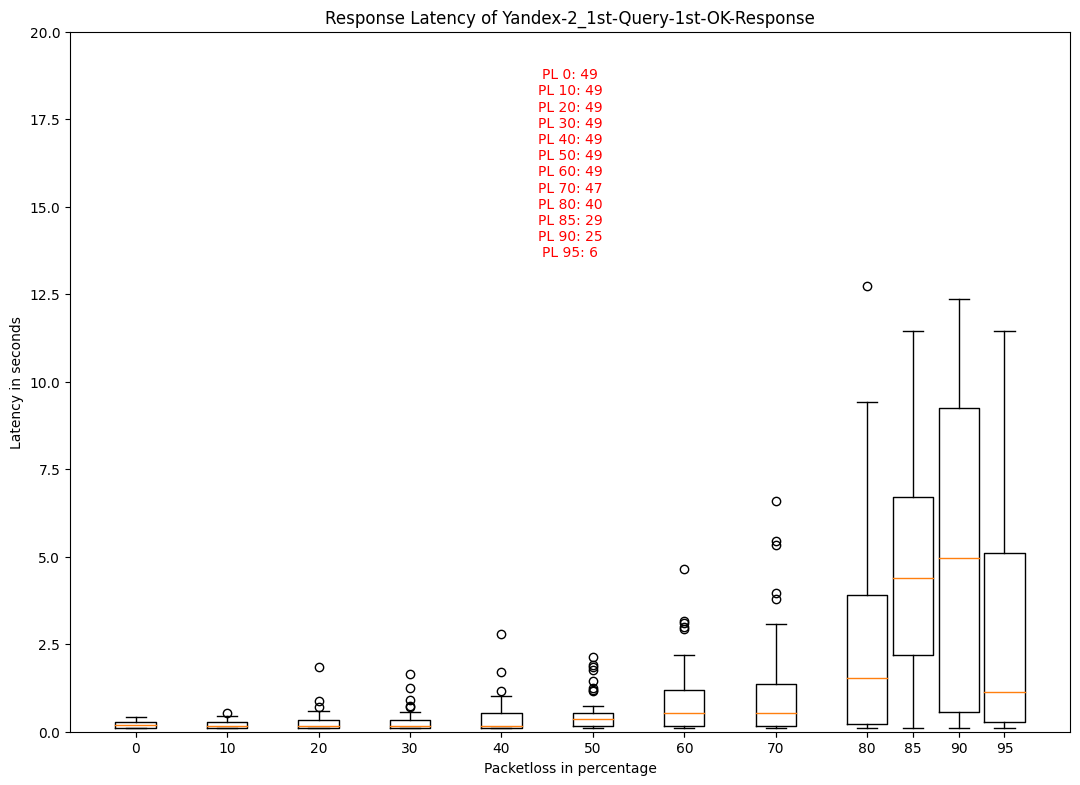 Response Latency of Yandex-2_1st-Query-1st-OK-Response
20.0
17.5
15.0
12.5
10.0
7.5
5.0
2.5
0.0
Latency in seconds
PL 0: 49
PL 10: 49
PL 20: 49
PL 30: 49
PL 40: 49
PL 50: 49
PL 60: 49
PL 70: 47
PL 80: 40
PL 85: 29
PL 90: 25
PL 95: 6
0 10 20 30 40 50 60 70 80 85 90 95
Packetloss in percentage